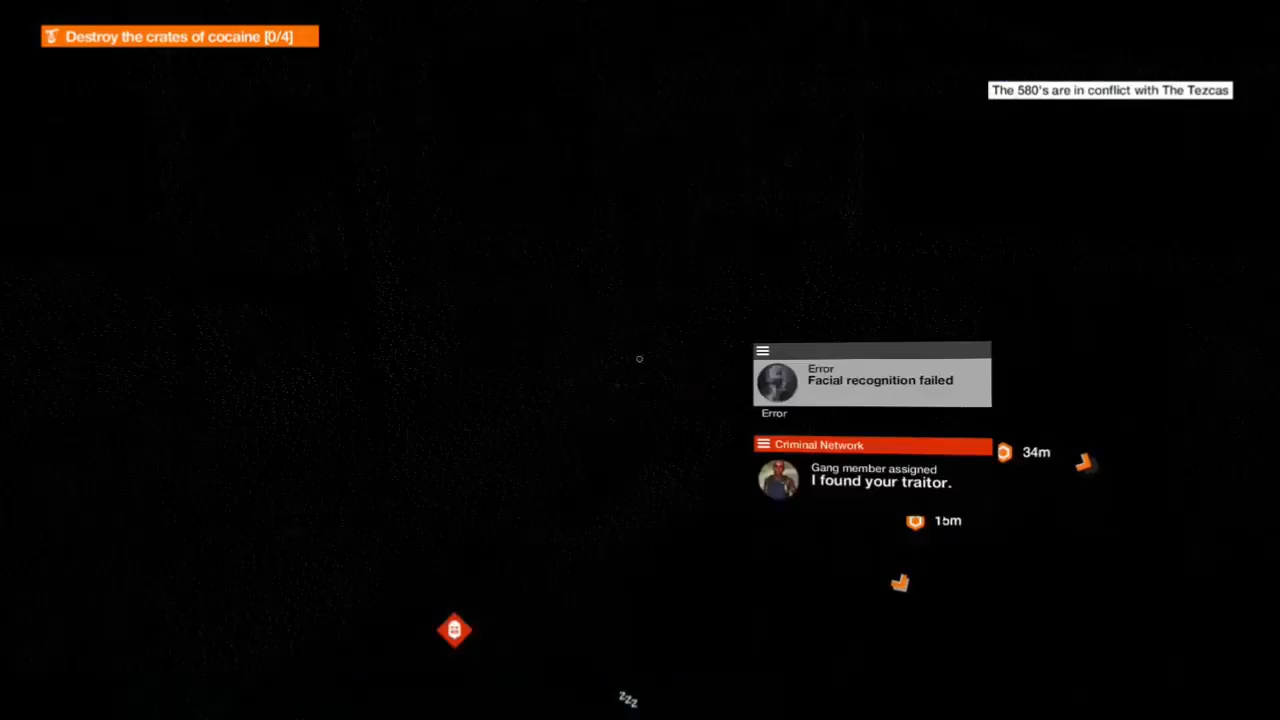 Destroy the crates of cocaine [0/4]
The 580's are in conflict with The Tezcas
Error
Facial recognition failed
Error
Criminal Network
Gang member assigned
I found your traitor.
34m
15m
zzz